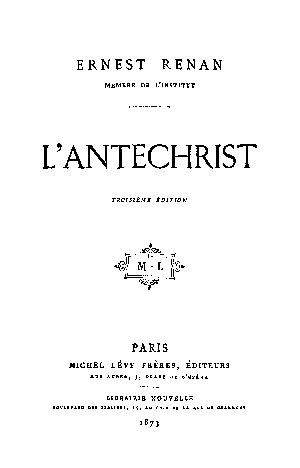 ERNEST RENAN
MEMBRE DE L'INSTITUT
L'ANTECHRIST
TROISIÈME ÉDITION
M · L
PARIS
MICHEL LÉVY FRÈRES, ÉDITEURS
RUE AUBER, 3, PLACE DE L'OPÉRA
LIBRAIRIE NOUVELLE
BOULEVARD DES ITALIENS, 15, AU COIN DE LA RUE DE GRAMMONT
1873